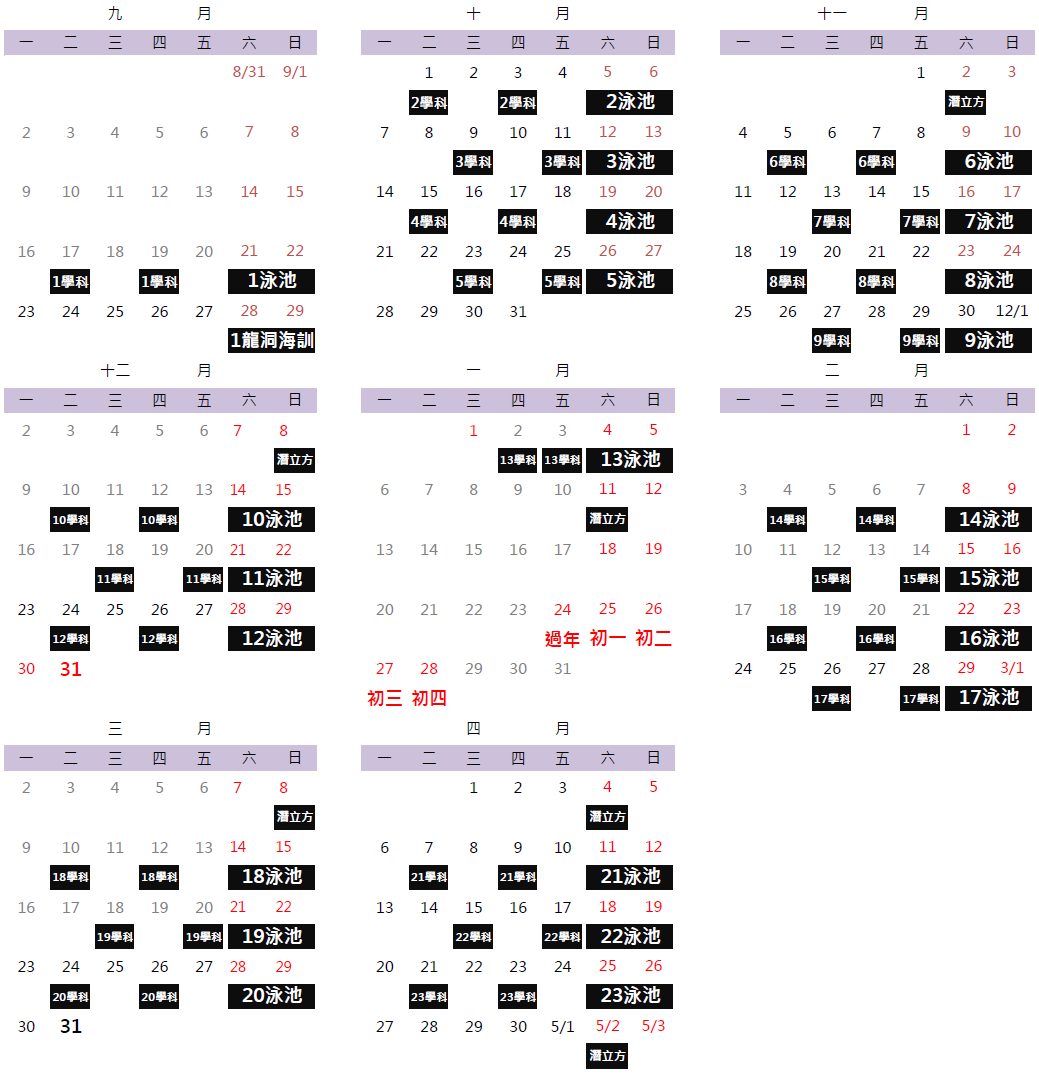 九 月
一 二 三 四 五 六 日
8/31 9/1
2 3 4 5 6 7 8
9 10 11 12 13 14 15
16 17 18 19 20 21 22
1學科 1學科 1泳池
23 24 25 26 27 28 29
1龍洞海訓
十 月
一 二 三 四 五 六 日
1 2 3 4 5 6
2學科 2學科 2泳池
7 8 9 10 11 12 13
3學科 3學科 3泳池
14 15 16 17 18 19 20
4學科 4學科 4泳池
21 22 23 24 25 26 27
5學科 5學科 5泳池
28 29 30 31
十一 月
一 二 三 四 五 六 日
1 2 3
潛立方
4 5 6 7 8 9 10
6學科 6學科 6泳池
11 12 13 14 15 16 17
7學科 7學科 7泳池
18 19 20 21 22 23 24
8學科 8學科 8泳池
25 26 27 28 29 30 12/1
9學科 9學科 9泳池
十二 月
一 二 三 四 五 六 日
2 3 4 5 6 7 8
潛立方
9 10 11 12 13 14 15
10學科 10學科 10泳池
16 17 18 19 20 21 22
11學科 11學科 11泳池
23 24 25 26 27 28 29
12學科 12學科 12泳池
30 31
一 月
一 二 三 四 五 六 日
1 2 3 4 5
13學科 13學科 13泳池
6 7 8 9 10 11 12
潛立方
13 14 15 16 17 18 19
20 21 22 23 24 25 26
過年 初一 初二
27 28 29 30 31
初三 初四
二 月
一 二 三 四 五 六 日
1 2
3 4 5 6 7 8 9
14學科 14學科 14泳池
10 11 12 13 14 15 16
15學科 15學科 15泳池
17 18 19 20 21 22 23
16學科 16學科 16泳池
24 25 26 27 28 29 3/1
17學科 17學科 17泳池
三 月
一 二 三 四 五 六 日
2 3 4 5 6 7 8
潛立方
9 10 11 12 13 14 15
18學科 18學科 18泳池
16 17 18 19 20 21 22
19學科 19學科 19泳池
23 24 25 26 27 28 29
20學科 20學科 20泳池
30 31
四 月
一 二 三 四 五 六 日
1 2 3 4 5
潛立方
6 7 8 9 10 11 12
21學科 21學科 21泳池
13 14 15 16 17 18 19
22學科 22學科 22泳池
20 21 22 23 24 25 26
23學科 23學科 23泳池
27 28 29 30 5/1 5/2 5/3
潛立方